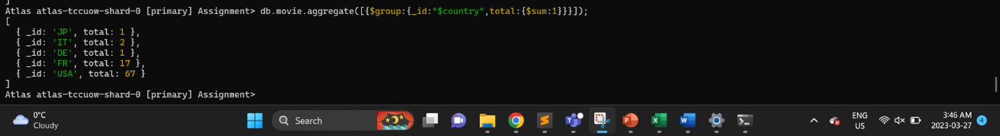 ]
Atlas atlas-tccuow-shard-0 [primary] Assignment> db.movie.aggregate([{$group:{_id:"$country",total:{$sum:1}}}]);
[
  { _id: 'JP', total: 1 },
  { _id: 'IT', total: 2 },
  { _id: 'DE', total: 1 },
  { _id: 'FR', total: 17 },
  { _id: 'USA', total: 67 }
]
Atlas atlas-tccuow-shard-0 [primary] Assignment>
0°C
Cloudy
Search
ENG
US
3:46 AM
2023-03-27
4